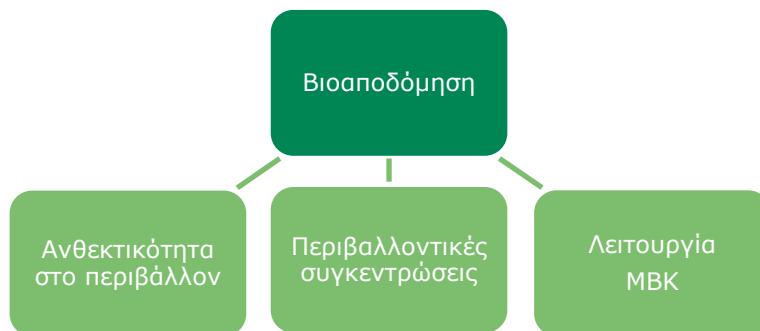 Βιοαποδόμηση
Ανθεκτικότητα
στο περιβάλλον
Περιβαλλοντικές
συγκεντρώσεις
Λειτουργία
ΜΒΚ